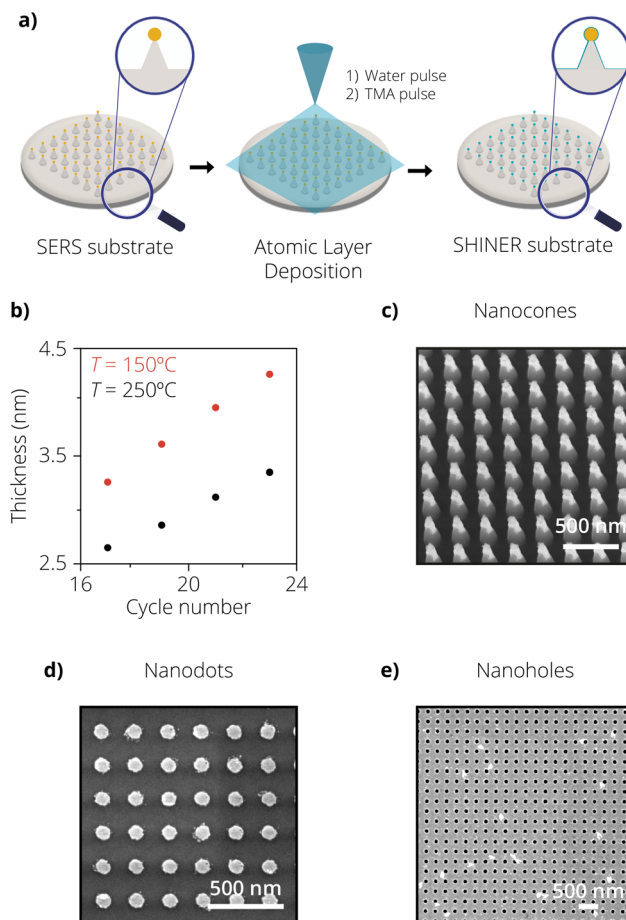 a)
1) Water pulse
2) TMA pulse
SERS substrate
Atomic Layer
Deposition
SHINER substrate
b)
4.5
T = 150ºC
T = 250ºC
Thickness (nm)
3.5
2.5
16
20
24
Cycle number
c)
Nanocones
500 nm
d)
Nanodots
500 nm
e)
Nanoholes
500 nm